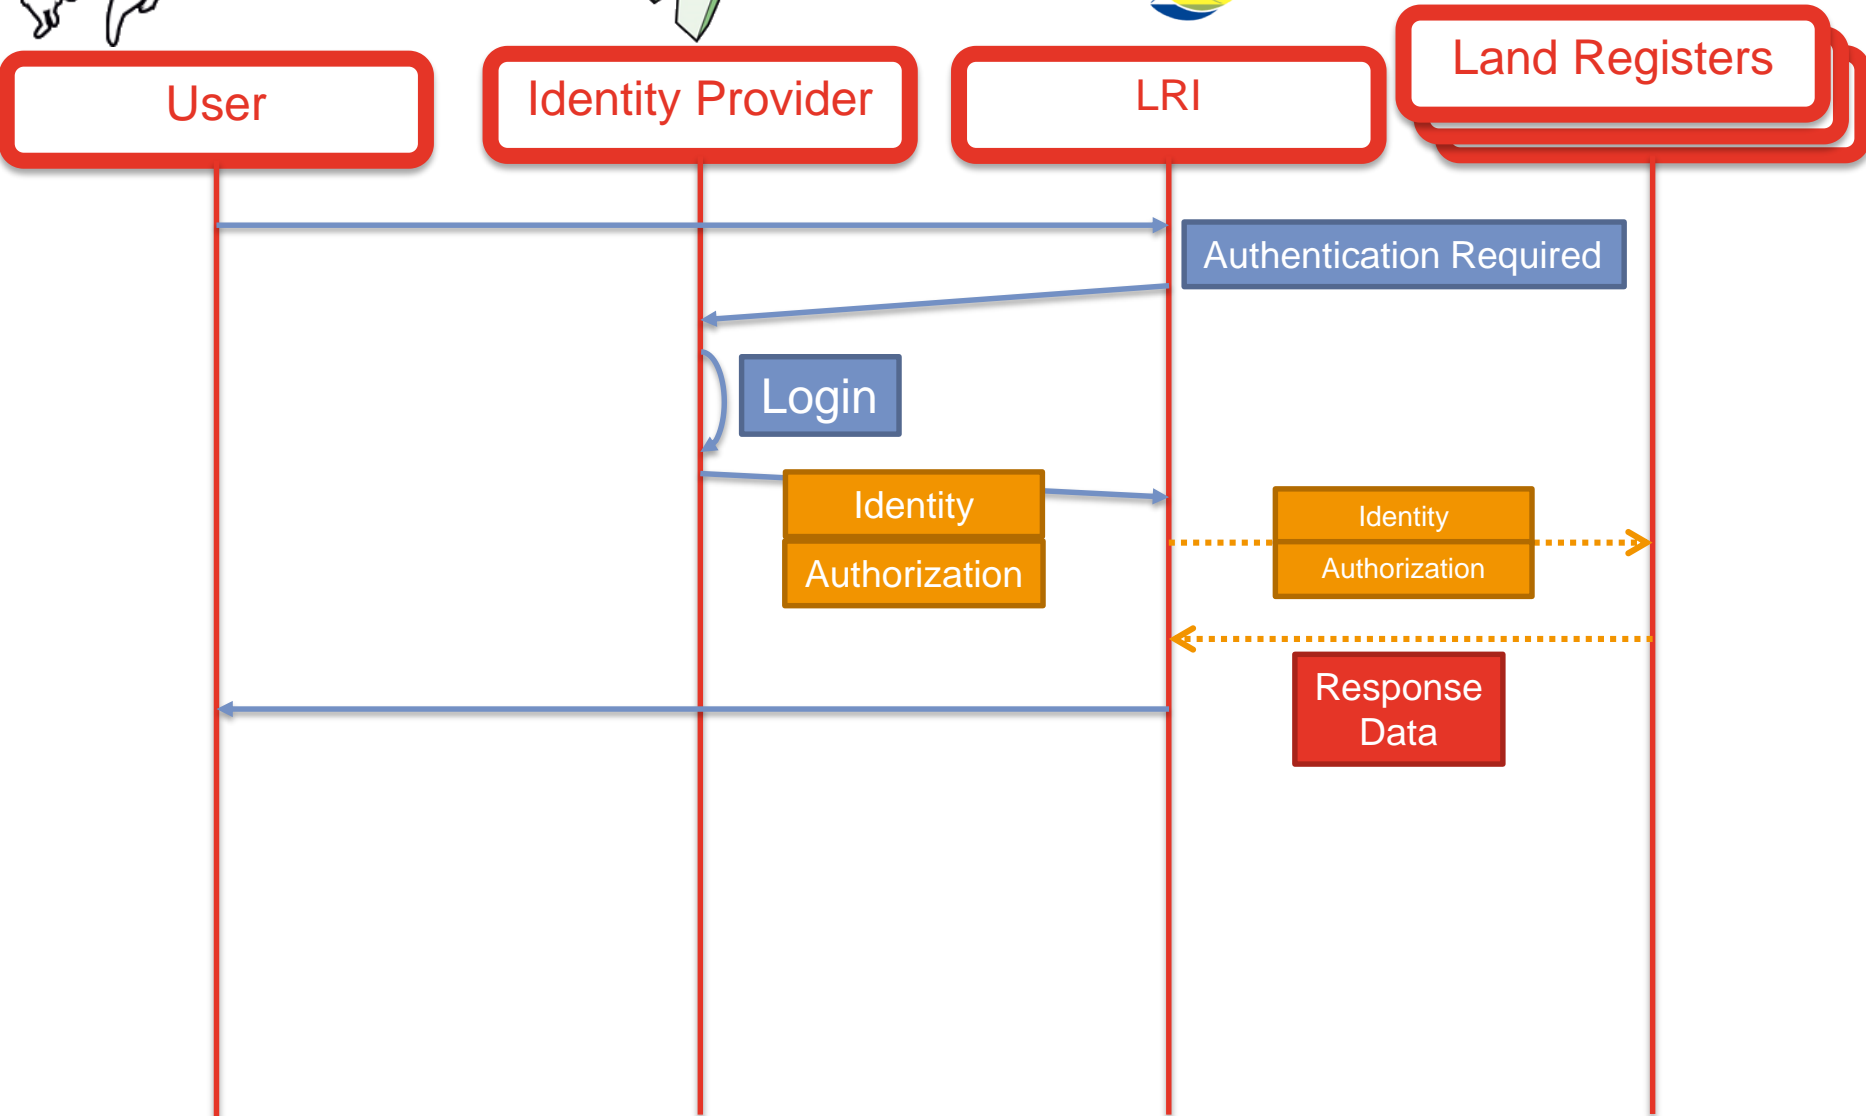 User
Identity Provider
LRI
Land Registers
Authentication Required
Login
Identity
Authorization
Identity
Authorization
Response
Data